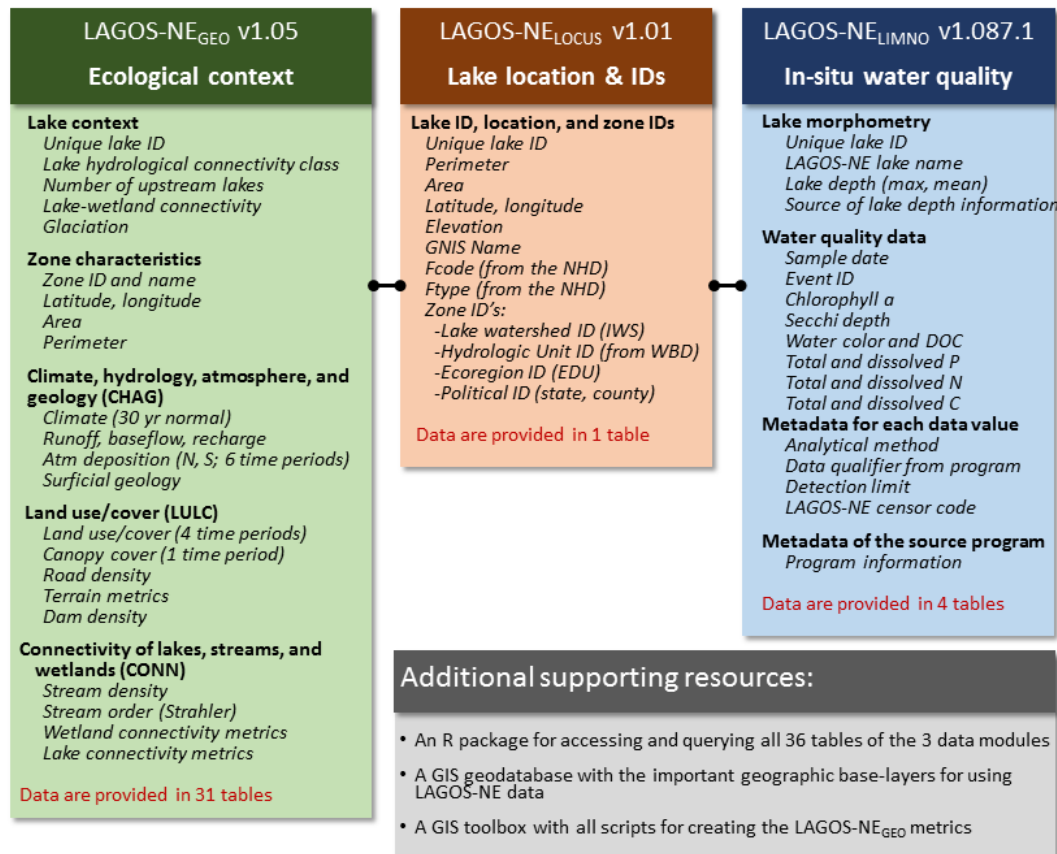 LAGOS-NEGEO v1.05
Ecological context
Lake context
Unique lake ID
Lake hydrological connectivity class
Number of upstream lakes
Lake-wetland connectivity
Glaciation
Zone characteristics
Zone ID and name
Latitude, longitude
Area
Perimeter
Climate, hydrology, atmosphere, and
geology (CHAG)
Climate (30 yr normal)
Runoff, baseflow, recharge
Atm deposition (N, S; 6 time periods)
Surficial geology
Land use/cover (LULC)
Land use/cover (4 time periods)
Canopy cover (1 time period)
Road density
Terrain metrics
Dam density
Connectivity of lakes, streams, and
wetlands (CONN)
Stream density
Stream order (Strahler)
Wetland connectivity metrics
Lake connectivity metrics
Data are provided in 31 tables
LAGOS-NELOCUS v1.01
Lake location & IDs
Lake ID, location, and zone IDs
Unique lake ID
Perimeter
Area
Latitude, longitude
Elevation
GNIS Name
Fcode (from the NHD)
Ftype (from the NHD)
Zone ID's:
-Lake watershed ID (IWS)
-Hydrologic Unit ID (from WBD)
-Ecoregion ID (EDU)
-Political ID (state, county)
Data are provided in 1 table
LAGOS-NELIMNO v1.087.1
In-situ water quality
Lake morphometry
Unique lake ID
LAGOS-NE lake name
Lake depth (max, mean)
Source of lake depth information
Water quality data
Sample date
Event ID
Chlorophyll a
Secchi depth
Water color and DOC
Total and dissolved P
Total and dissolved N
Total and dissolved C
Metadata for each data value
Analytical method
Data qualifier from program
Detection limit
LAGOS-NE censor code
Metadata of the source program
Program information
Data are provided in 4 tables
Additional supporting resources:
• An R package for accessing and querying all 36 tables of the 3 data modules
• A GIS geodatabase with the important geographic base-layers for using
LAGOS-NE data
• A GIS toolbox with all scripts for creating the LAGOS-NEGEO metrics